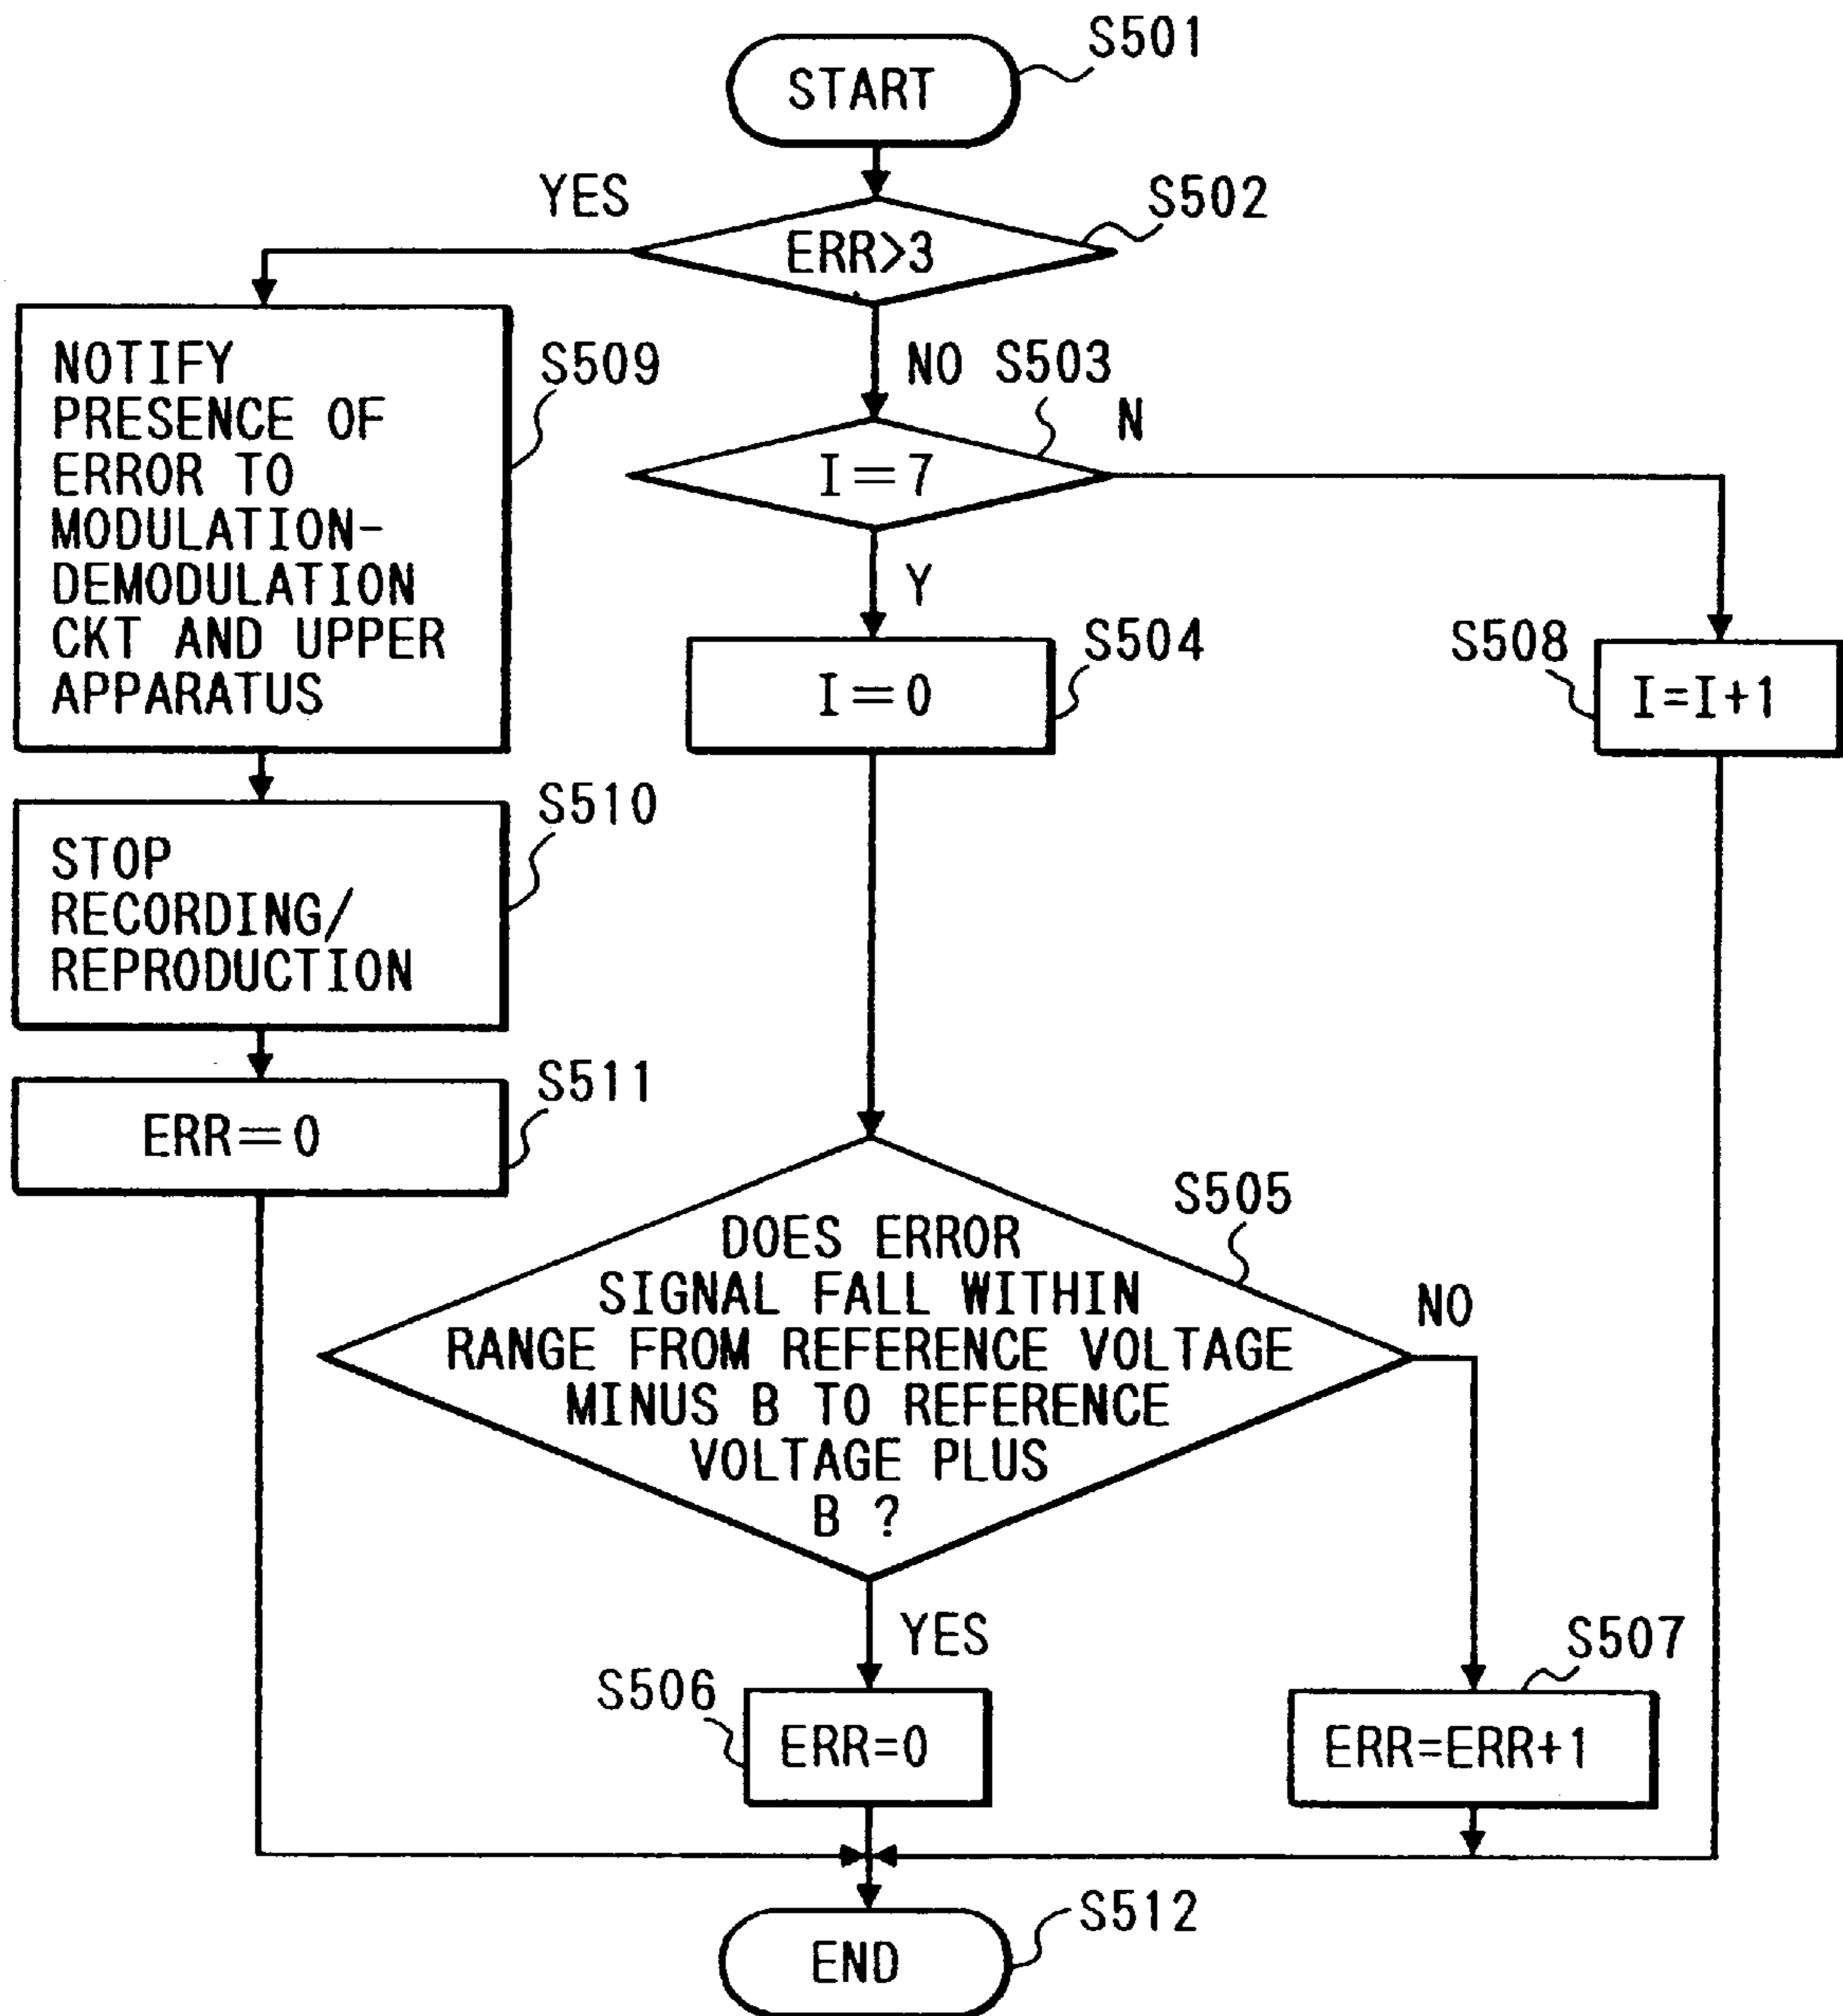 START
S501
YES
ERR>3
S502
NOTIFY
PRESENCE OF
ERROR TO
MODULATION-
DEMODULATION
CKT AND UPPER
APPARATUS
S509
NO
S503
I=7
N
Y
I=0
S504
S508
I=I+1
STOP
RECORDING/
REPRODUCTION
S510
ERR=0
S511
DOES ERROR
SIGNAL FALL WITHIN
RANGE FROM REFERENCE VOLTAGE
MINUS B TO REFERENCE
VOLTAGE PLUS
B ?
S505
NO
YES
S506
ERR=0
S507
ERR=ERR+1
END
S512